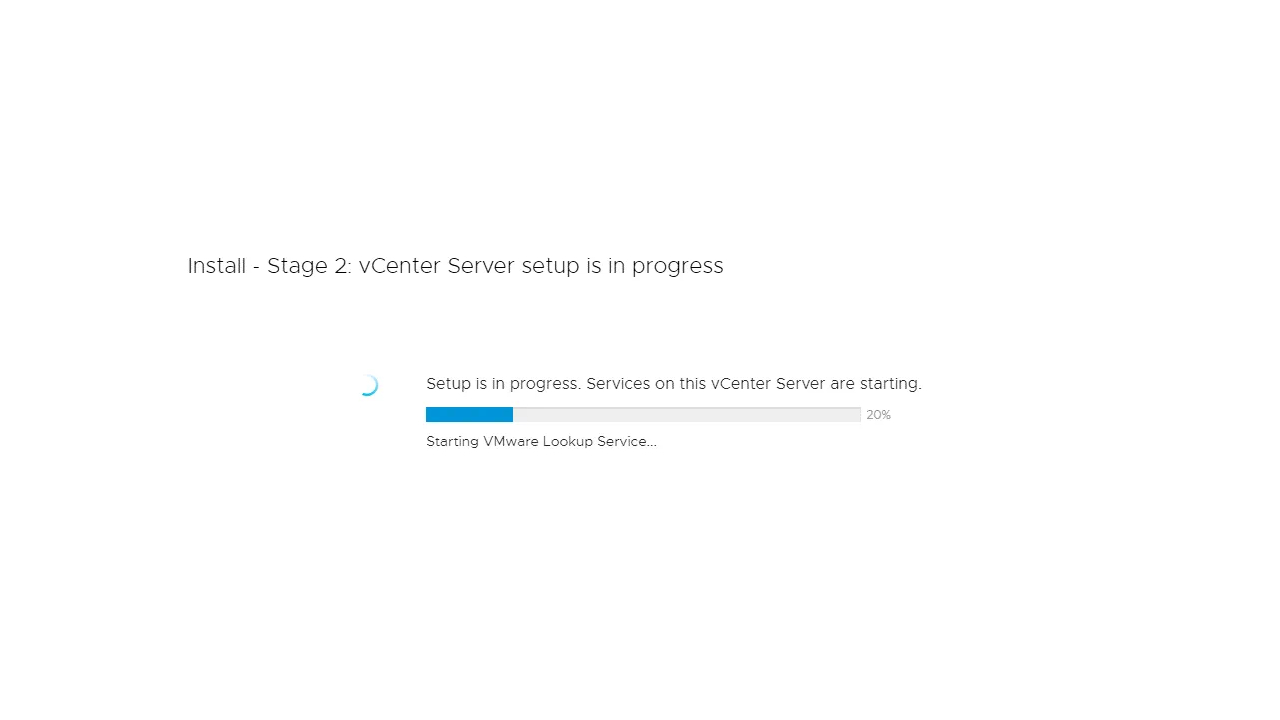 Install - Stage 2: vCenter Server setup is in progress
Setup is in progress. Services on this vCenter Server are starting.
20%
Starting VMware Lookup Service...